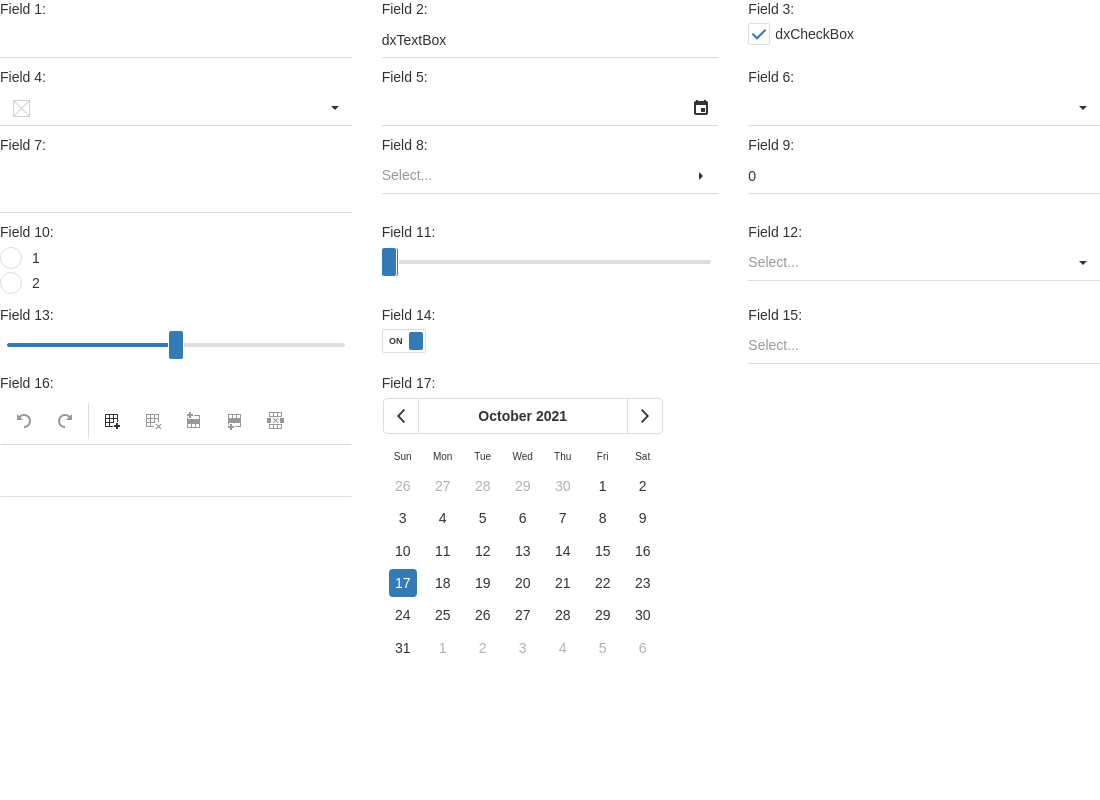 Field 1:
Field 2:
dxTextBox
Field 3:
dxCheckBox
Field 4:
Field 5:
Field 6:
Field 7:
Field 8:
Select...
Field 9:
0
Field 10:
1
2
Field 11:
Field 12:
Select...
Field 13:
Field 14:
ON
Field 15:
Select...
Field 16:
Field 17:
October 2021
Sun Mon Tue Wed Thu Fri Sat
26 27 28 29 30 1 2
3 4 5 6 7 8 9
10 11 12 13 14 15 16
17 18 19 20 21 22 23
24 25 26 27 28 29 30
31 1 2 3 4 5 6